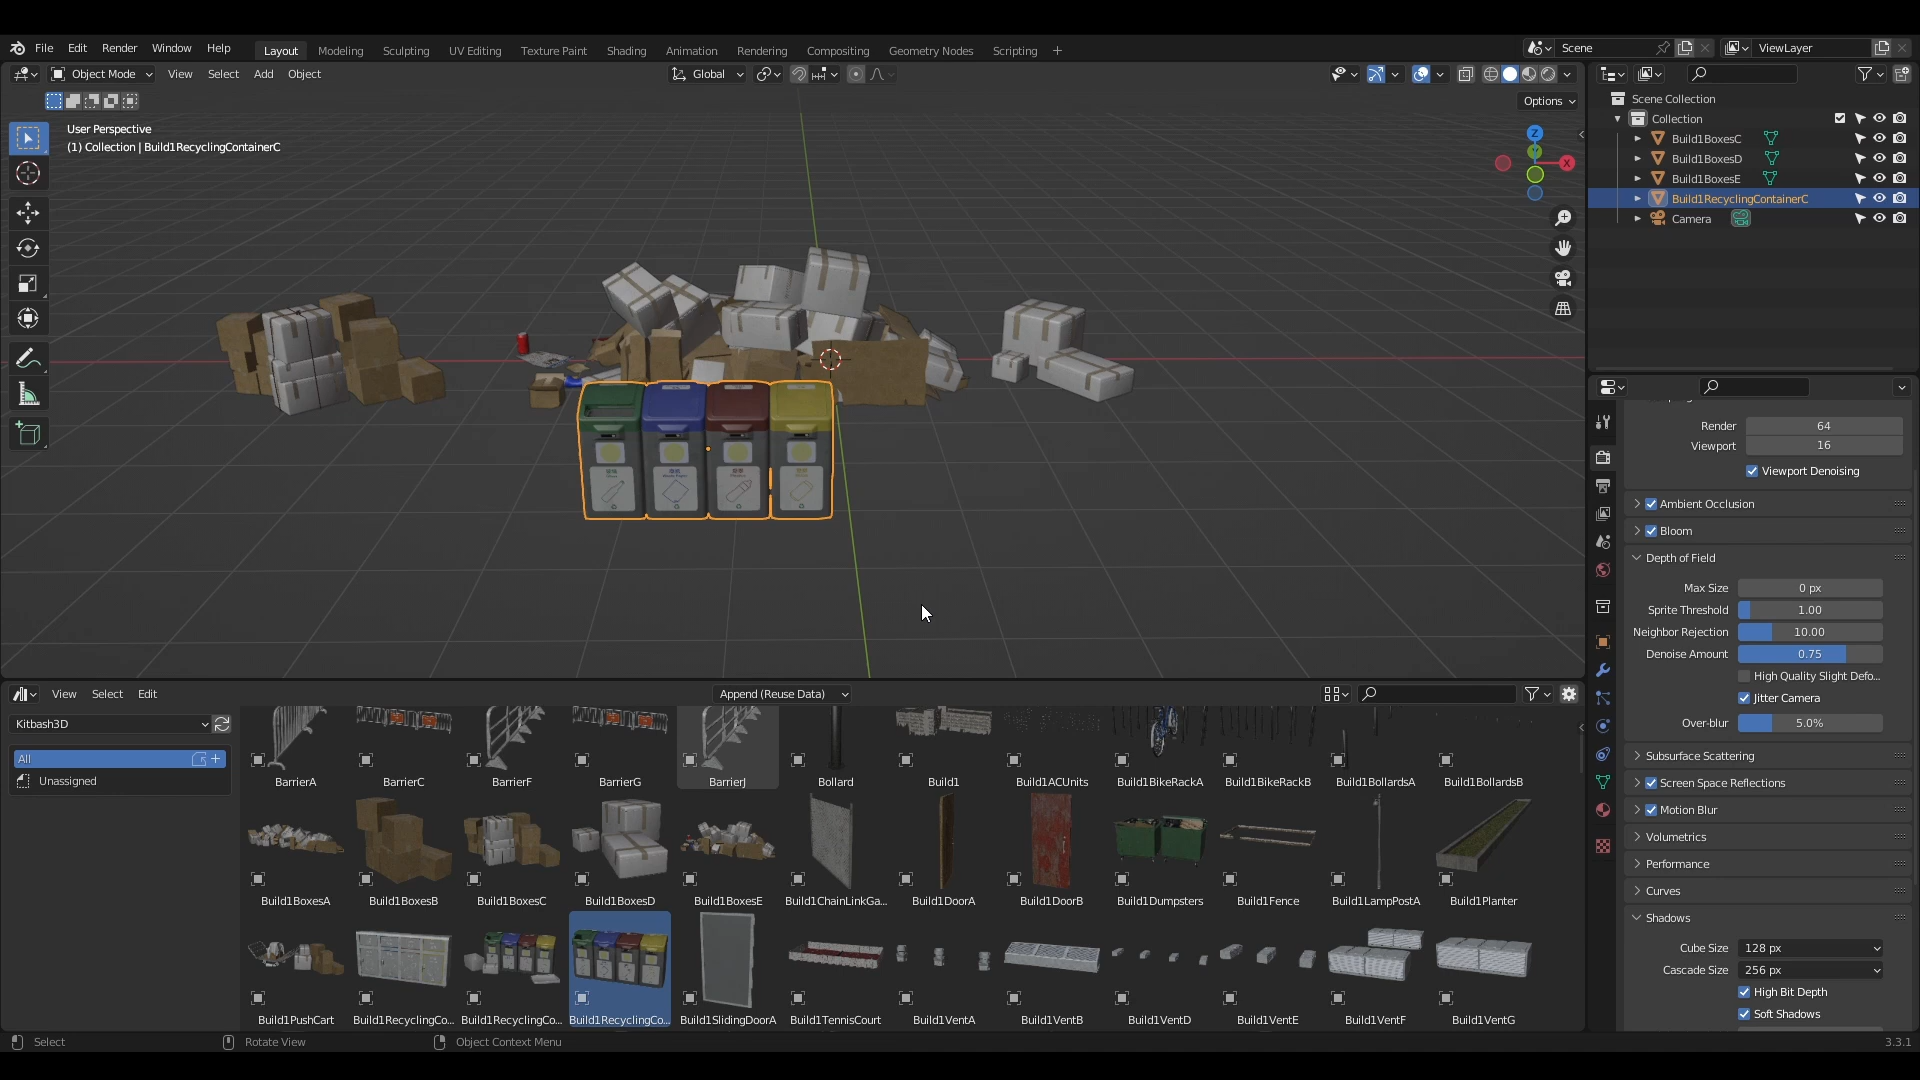 File Edit Render Window Help Layout Modeling Sculpting UV Editing Texture Paint Shading Animation Rendering Compositing Geometry Nodes Scripting + Scene ViewLayer
Object Mode View Select Add Object Global
Options
User Perspective
(1) Collection | Build1RecyclingContainerC
Z
Y
X
Scene Collection
Collection
Build1BoxesC
Build1BoxesD
Build1BoxesE
Build1RecyclingContainerC
Camera
Render 64
Viewport 16
Viewport Denoising
Ambient Occlusion
Bloom
Depth of Field
Max Size 0 px
Sprite Threshold 1.00
Neighbor Rejection 10.00
Denoise Amount 0.75
High Quality Slight Defo...
Jitter Camera
Over-blur 5.0%
Subsurface Scattering
Screen Space Reflections
Motion Blur
Volumetrics
Performance
Curves
Shadows
Cube Size 128 px
Cascade Size 256 px
High Bit Depth
Soft Shadows
View Select Edit Append (Reuse Data)
Kitbash3D
All
Unassigned
BarrierA BarrierC BarrierF BarrierG BarrierJ Bollard Build1 Build1ACUnits Build1BikeRackA Build1BikeRackB Build1BollardsA Build1BollardsB
Build1BoxesA Build1BoxesB Build1BoxesC Build1BoxesD Build1BoxesE Build1ChainLinkGa... Build1DoorA Build1DoorB Build1Dumpsters Build1Fence Build1LampPostA Build1Planter
Build1PushCart Build1RecyclingCo... Build1RecyclingCo... Build1RecyclingCo... Build1SlidingDoorA Build1TennisCourt Build1VentA Build1VentB Build1VentD Build1VentE Build1VentF Build1VentG
Select Rotate View Object Context Menu 3.3.1